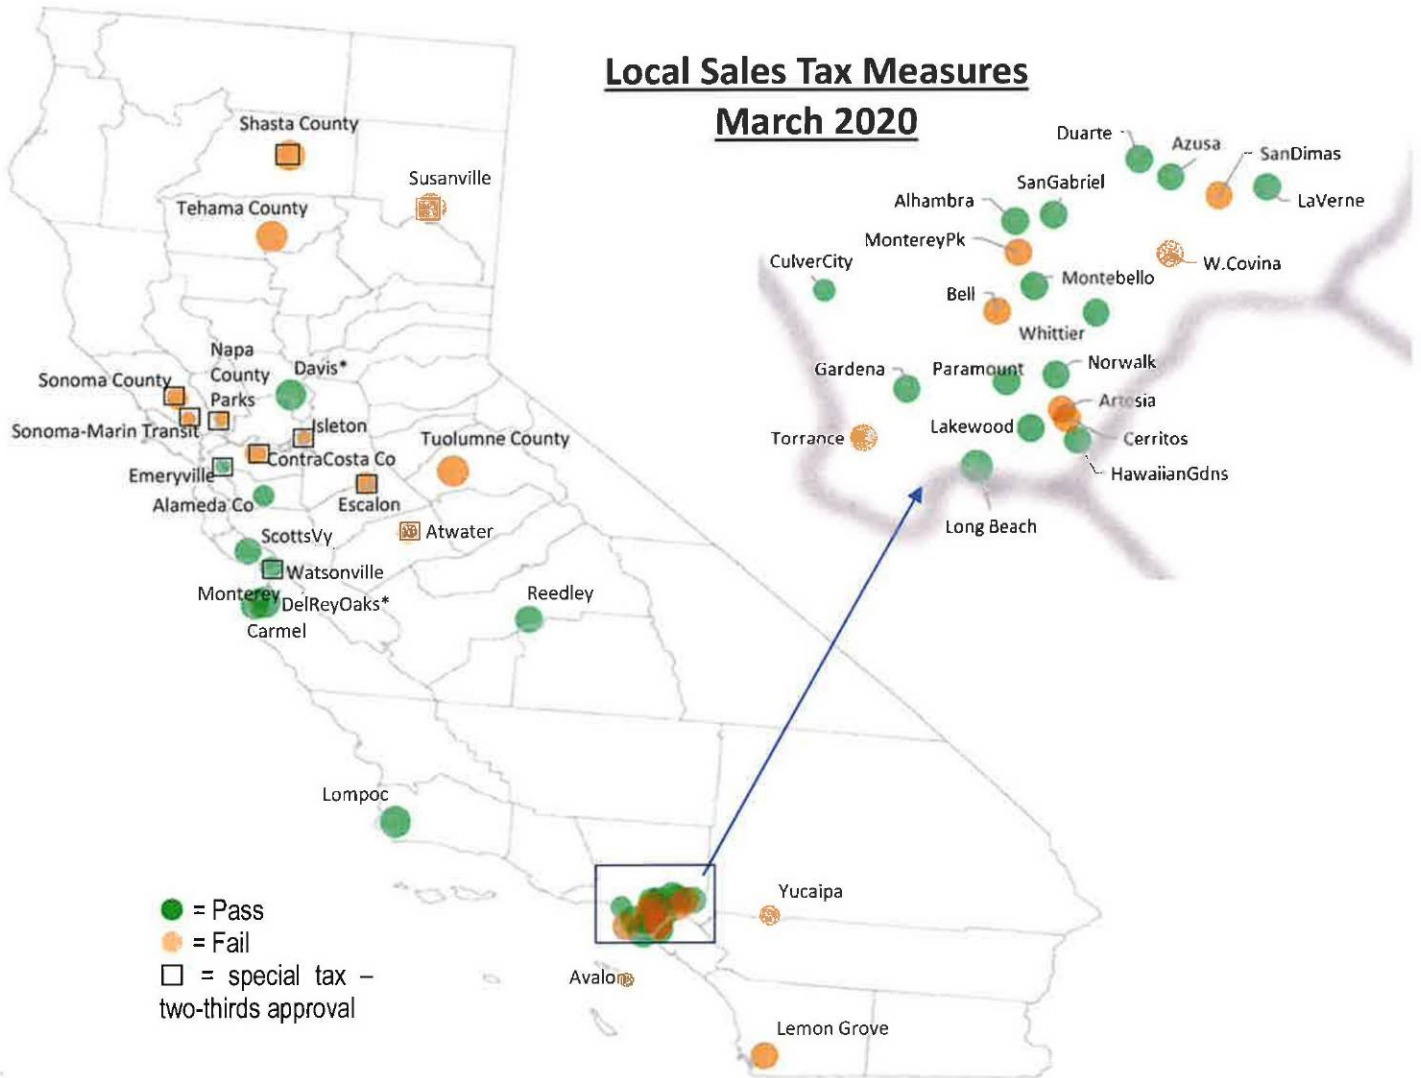 Local Sales Tax Measures
March 2020
Shasta County
Susanville
Tehama County
Napa
County
Parks
Davis*
Sonoma County
Sonoma-Marin Transit
Isleton
Tuolumne County
ContraCosta Co
Emeryville
Alameda Co
Escalon
Atwater
ScottsVy
Watsonville
Monterey
DelReyOaks*
Carmel
Reedley
Lompoc
Yucaipa
Avalon
Lemon Grove
Duarte
Azusa
SanDimas
SanGabriel
LaVerne
Alhambra
MontereyPk
W.Covina
CulverCity
Montebello
Bell
Whittier
Norwalk
Gardena
Paramount
Artesia
Lakewood
Torrance
Cerritos
HawaiianGdns
Long Beach
= Pass
= Fail
= special tax –
two-thirds approval